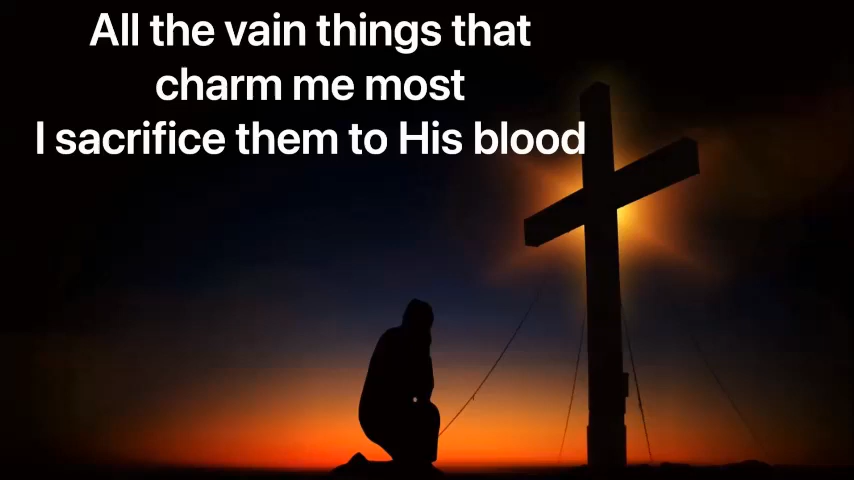 All the vain things that
charm me most
I sacrifice them to His blood